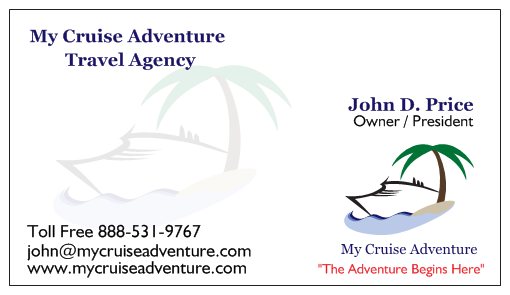 My Cruise Adventure
Travel Agency
John D. Price
Owner / President
Toll Free 888-531-9767
john@mycruiseadventure.com
www.mycruiseadventure.com
My Cruise Adventure
"The Adventure Begins Here"